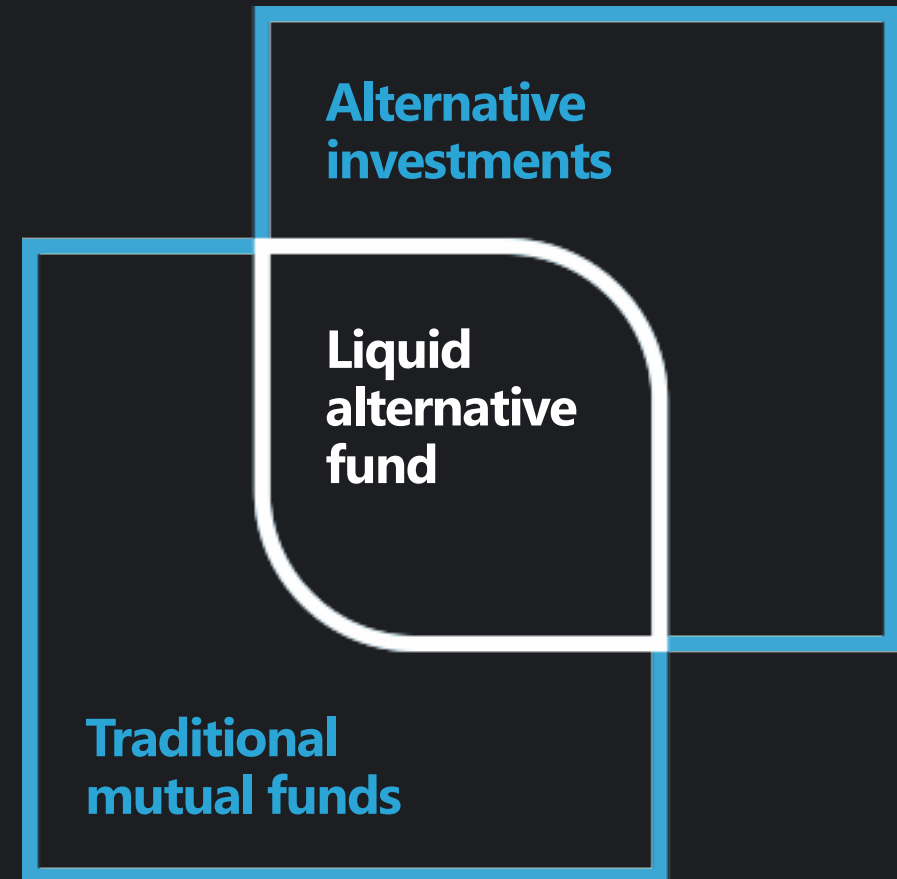 Alternative
investments
Liquid
alternative
fund
Traditional
mutual funds